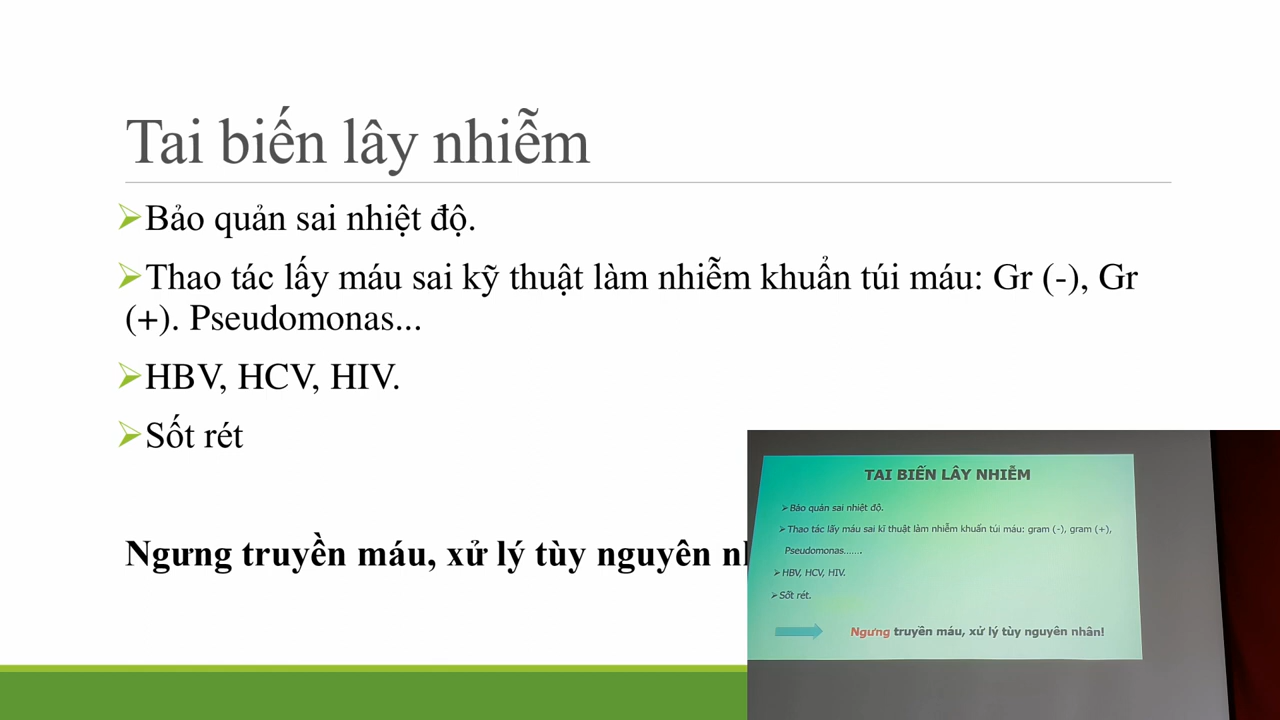 Tai biến lây nhiễm
➢Bảo quản sai nhiệt độ.
➢Thao tác lấy máu sai kỹ thuật làm nhiễm khuẩn túi máu: Gr (-), Gr
(+). Pseudomonas...
➢HBV, HCV, HIV.
➢Sốt rét
Ngưng truyền máu, xử lý tùy nguyên
TAI BIẾN LÂY NHIỄM
➢Bảo quản sai nhiệt độ.
➢Thao tác lấy máu sai kĩ thuật làm nhiễm khuẩn túi máu: gram (-), gram (+),
Pseudomonas.......
➢HBV, HCV, HIV.
➢Sốt rét.
Ngưng truyền máu, xử lý tùy nguyên nhân!